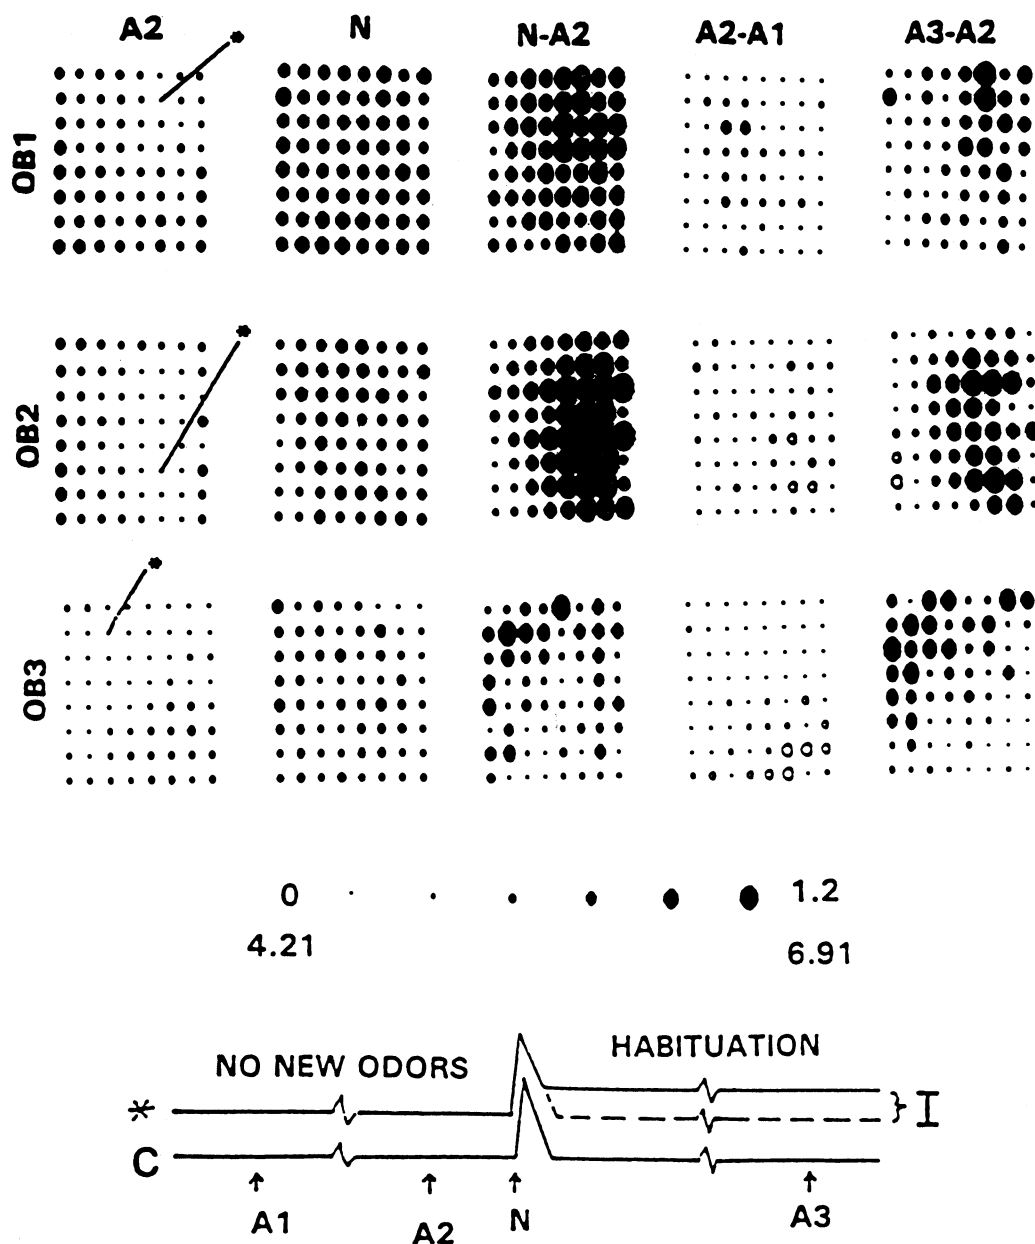 A2 N N-A2 A2-A1 A3-A2
*
OB1
*
OB2
*
OB3
0 1.2
4.21 6.91
NO NEW ODORS HABITUATION
* I
C
A1 A2 N A3